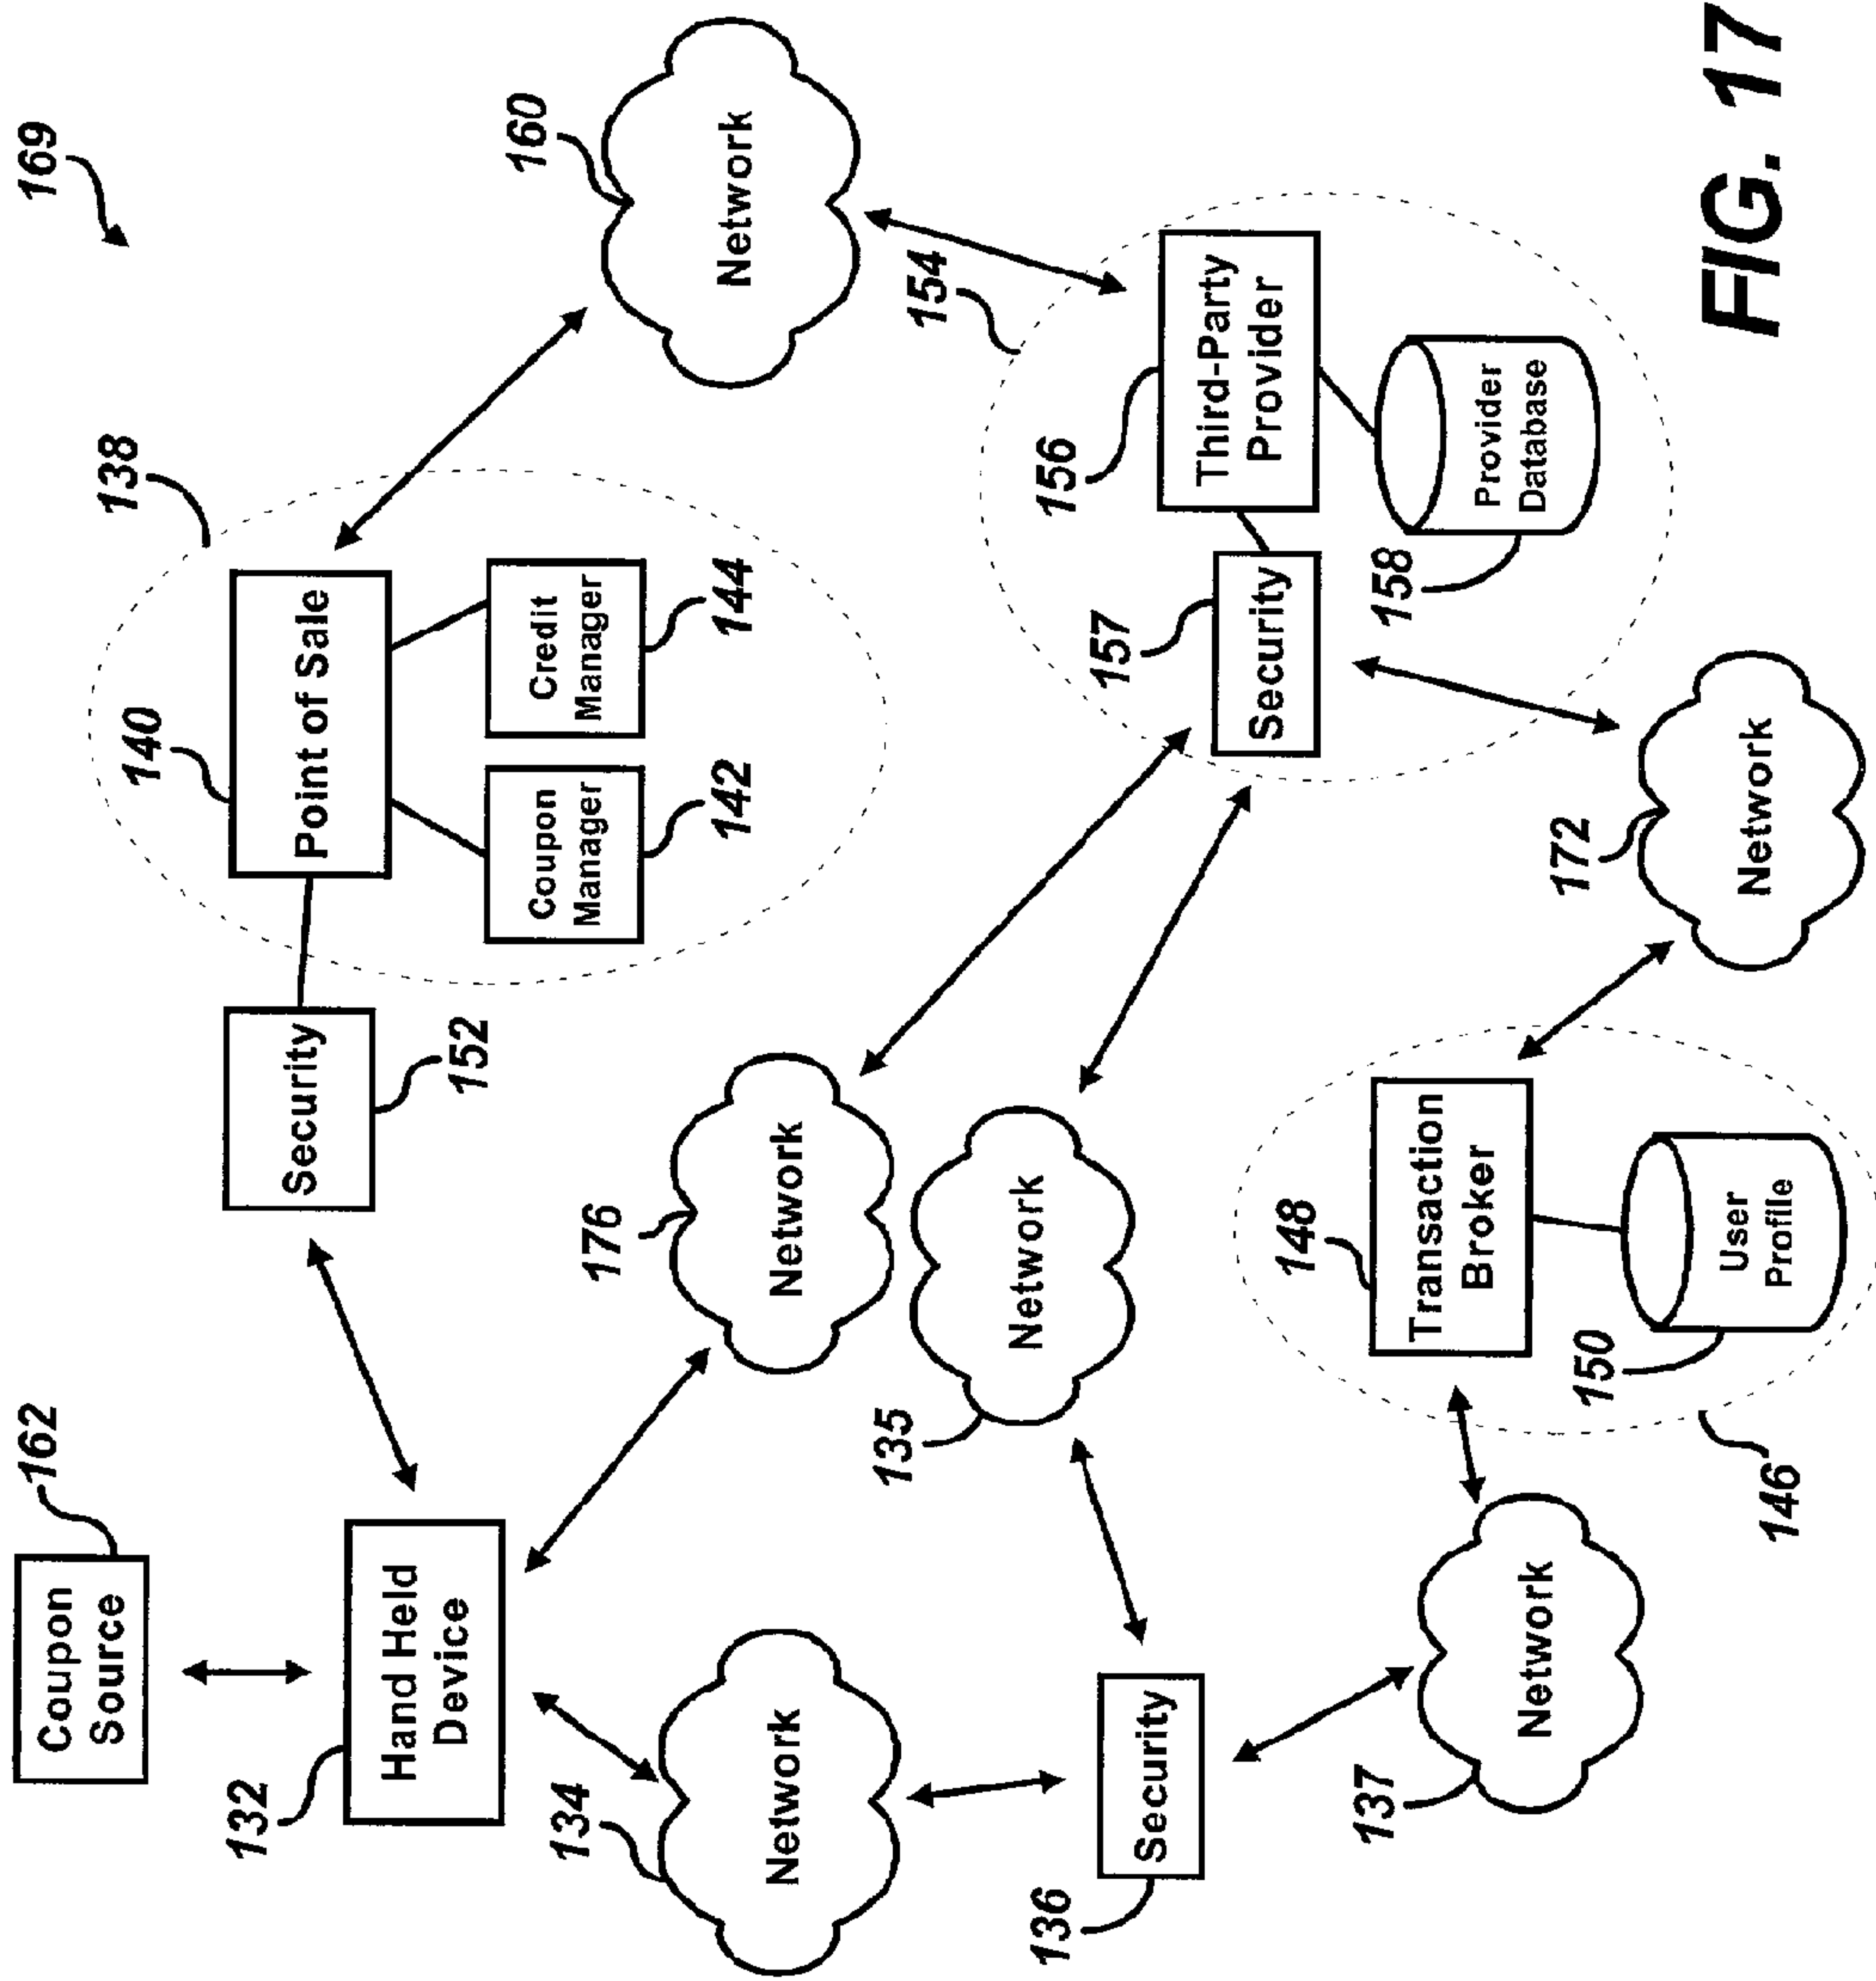 169
162
Coupon
Source
132
Hand Held
Device
Security
152
138
140
Point of Sale
Coupon
Manager
142
Credit
Manager
144
160
Network
134
Network
176
Network
135
Network
154
156
Third-Party
Provider
157
Security
158
Provider
Database
136
Security
137
Network
148
Transaction
Broker
150
User
Profile
146
172
Network
FIG. 17